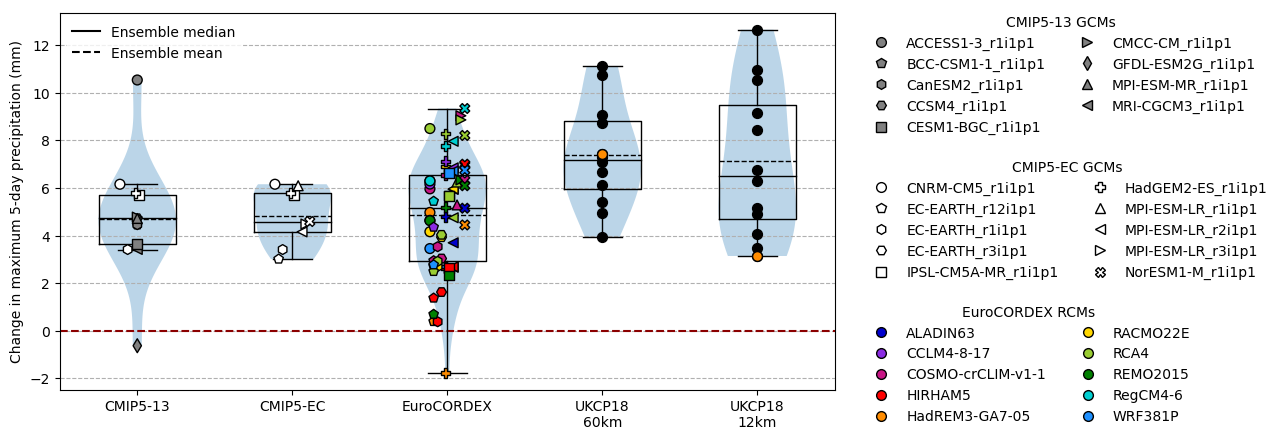 Change in maximum 5-day precipitation (mm)
12
10
8
6
4
2
0
−2
Ensemble median
Ensemble mean
CMIP5-13
CMIP5-EC
EuroCORDEX
UKCP18
60km
UKCP18
12km
CMIP5-13 GCMs
ACCESS1-3_r1i1p1
BCC-CSM1-1_r1i1p1
CanESM2_r1i1p1
CCSM4_r1i1p1
CESM1-BGC_r1i1p1
CMCC-CM_r1i1p1
GFDL-ESM2G_r1i1p1
MPI-ESM-MR_r1i1p1
MRI-CGCM3_r1i1p1
CMIP5-EC GCMs
CNRM-CM5_r1i1p1
EC-EARTH_r12i1p1
EC-EARTH_r1i1p1
EC-EARTH_r3i1p1
IPSL-CM5A-MR_r1i1p1
HadGEM2-ES_r1i1p1
MPI-ESM-LR_r1i1p1
MPI-ESM-LR_r2i1p1
MPI-ESM-LR_r3i1p1
NorESM1-M_r1i1p1
EuroCORDEX RCMs
ALADIN63
CCLM4-8-17
COSMO-crCLIM-v1-1
HIRHAM5
HadREM3-GA7-05
RACMO22E
RCA4
REMO2015
RegCM4-6
WRF381P